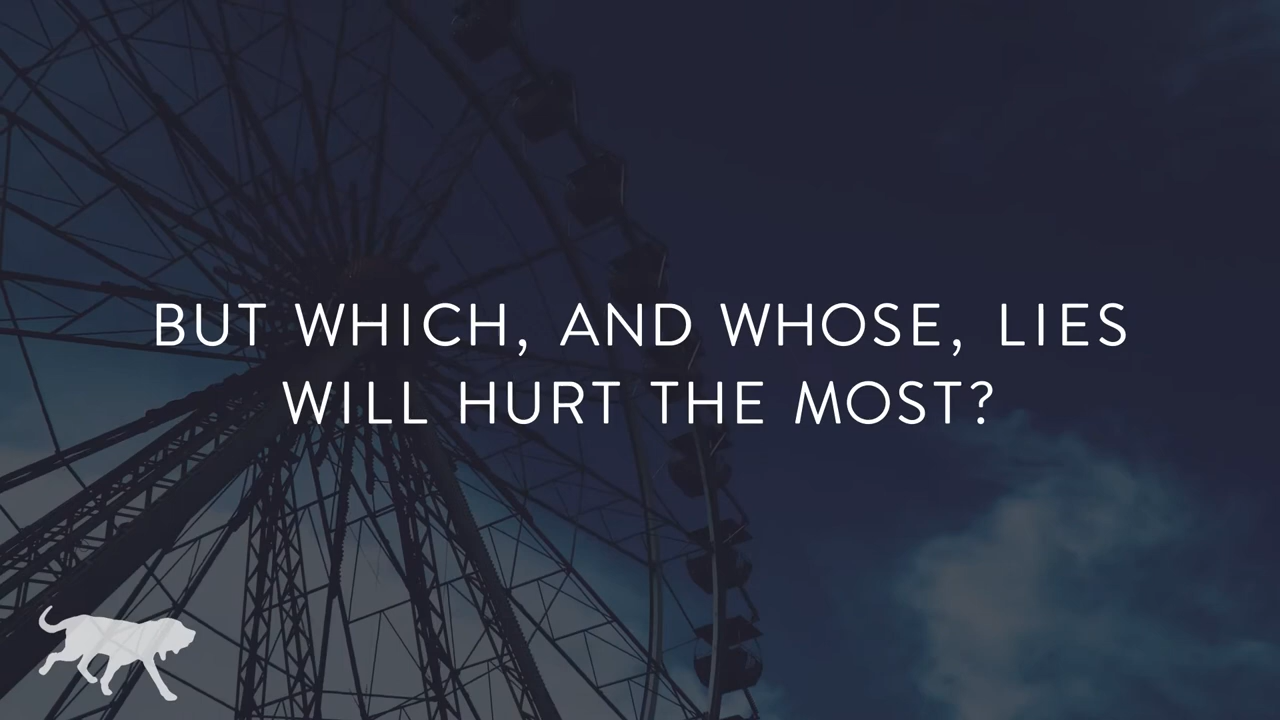 BUT WHICH, AND WHOSE, LIES
WILL HURT THE MOST?